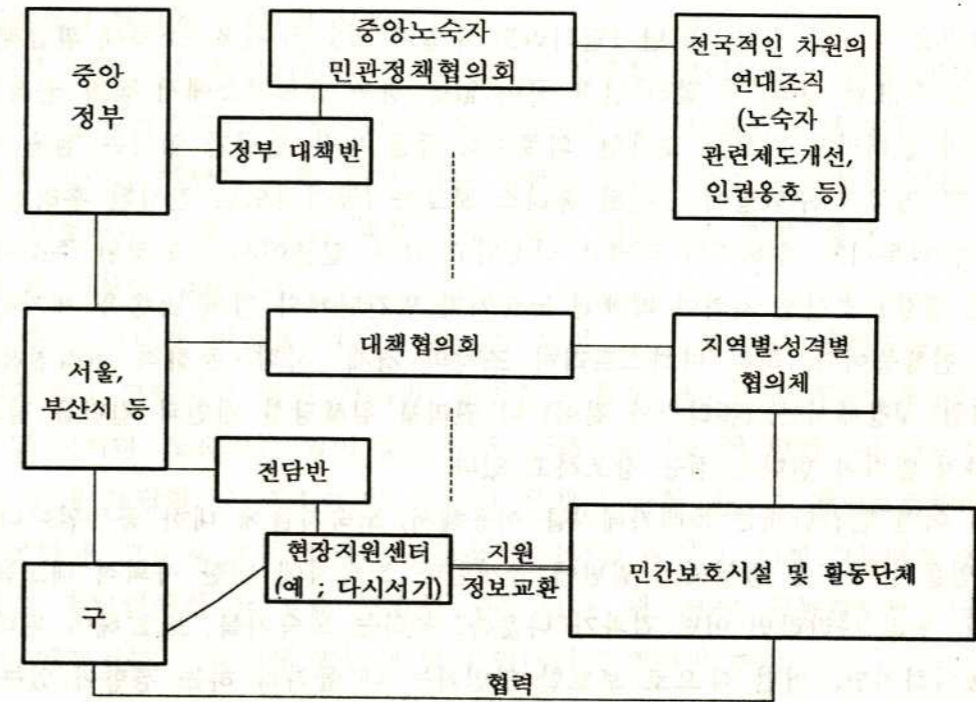 중앙
정부
중앙노숙자
민관정책협의회
정부 대책반
전국적인 차원의
연대조직
(노숙자
관련제도개선,
인권옹호 등)
서울,
부산시 등
대책협의회
지역별·성격별
협의체
전담반
현장지원센터
(예 ; 다시서기)
지원
정보교환
민간보호시설 및 활동단체
구
협력